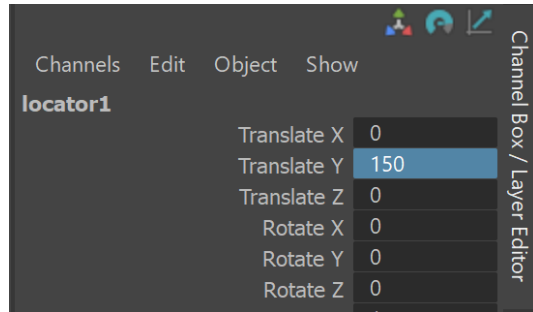 Channels Edit Object Show
locator1
Translate X 0
Translate Y 150
Translate Z 0
Rotate X 0
Rotate Y 0
Rotate Z 0
Channel Box / Layer Editor